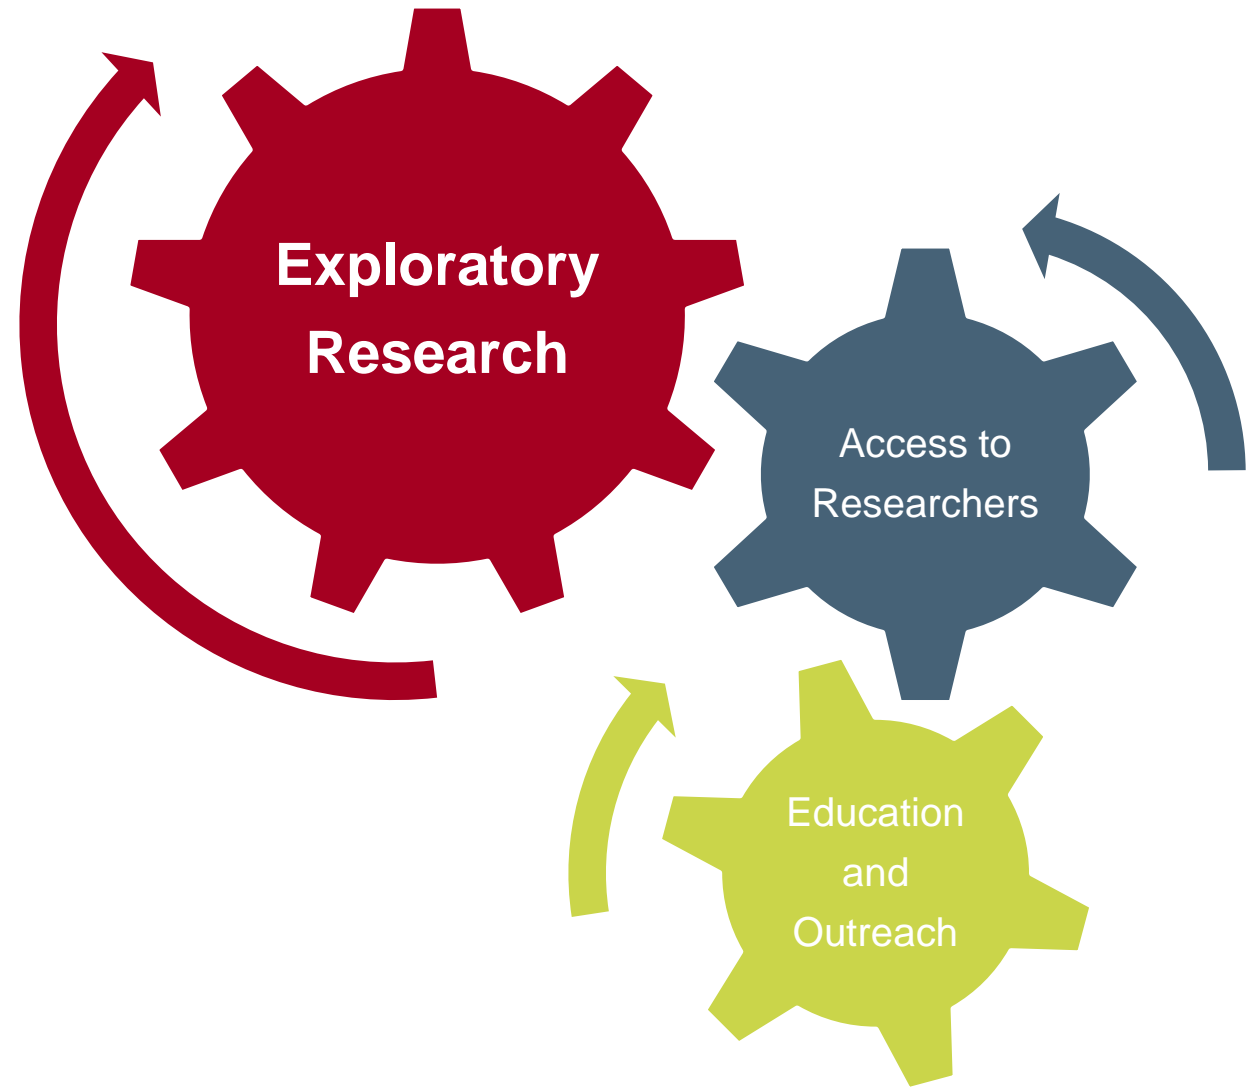 Exploratory
Research
Access to
Researchers
Education
and
Outreach